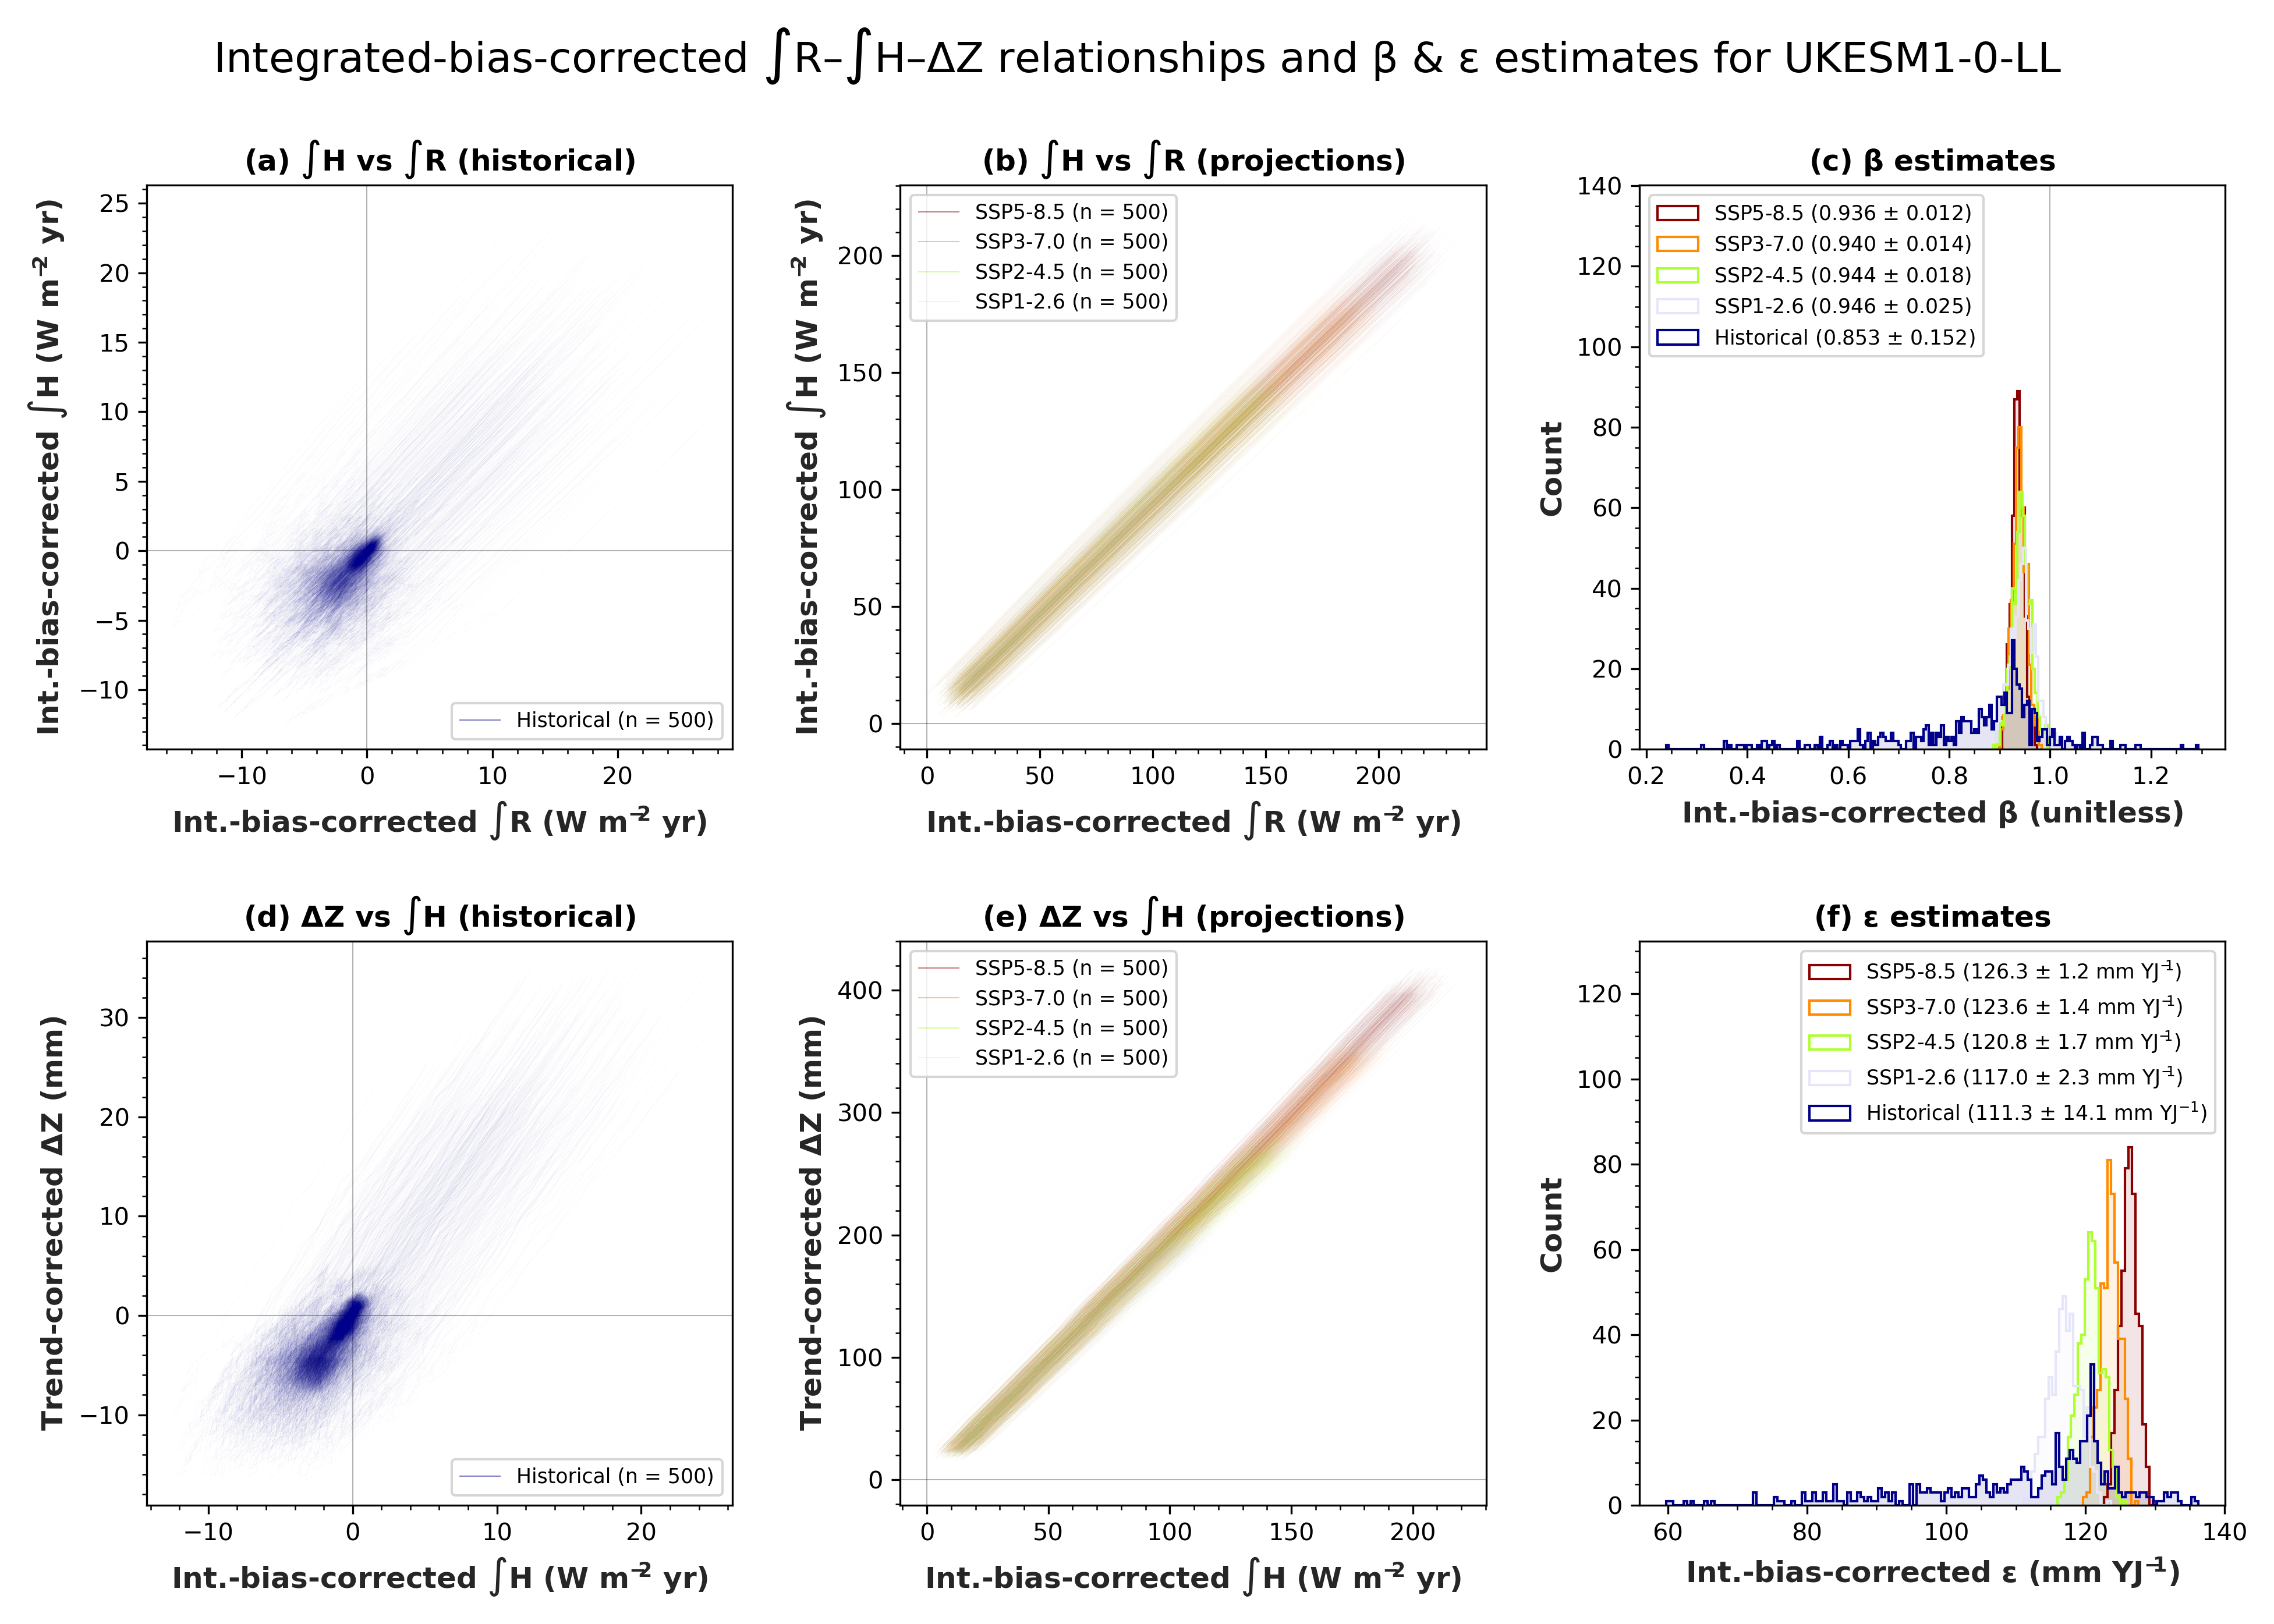 Integrated-bias-corrected ∫R–∫H–ΔZ relationships and β & ε estimates for UKESM1-0-LL
(a) ∫H vs ∫R (historical)
Int.-bias-corrected ∫H (W m⁻² yr)
25
20
15
10
5
0
−5
−10
Historical (n = 500)
−10 0 10 20
Int.-bias-corrected ∫R (W m⁻² yr)
(b) ∫H vs ∫R (projections)
Int.-bias-corrected ∫H (W m⁻² yr)
200
150
100
50
0
SSP5-8.5 (n = 500)
SSP3-7.0 (n = 500)
SSP2-4.5 (n = 500)
SSP1-2.6 (n = 500)
0 50 100 150 200
Int.-bias-corrected ∫R (W m⁻² yr)
(c) β estimates
Count
140
120
100
80
60
40
20
0
SSP5-8.5 (0.936 ± 0.012)
SSP3-7.0 (0.940 ± 0.014)
SSP2-4.5 (0.944 ± 0.018)
SSP1-2.6 (0.946 ± 0.025)
Historical (0.853 ± 0.152)
0.2 0.4 0.6 0.8 1.0 1.2
Int.-bias-corrected β (unitless)
(d) ΔZ vs ∫H (historical)
Trend-corrected ΔZ (mm)
30
20
10
0
−10
Historical (n = 500)
−10 0 10 20
Int.-bias-corrected ∫H (W m⁻² yr)
(e) ΔZ vs ∫H (projections)
Trend-corrected ΔZ (mm)
400
300
200
100
0
SSP5-8.5 (n = 500)
SSP3-7.0 (n = 500)
SSP2-4.5 (n = 500)
SSP1-2.6 (n = 500)
0 50 100 150 200
Int.-bias-corrected ∫H (W m⁻² yr)
(f) ε estimates
Count
120
100
80
60
40
20
0
SSP5-8.5 (126.3 ± 1.2 mm YJ⁻¹)
SSP3-7.0 (123.6 ± 1.4 mm YJ⁻¹)
SSP2-4.5 (120.8 ± 1.7 mm YJ⁻¹)
SSP1-2.6 (117.0 ± 2.3 mm YJ⁻¹)
Historical (111.3 ± 14.1 mm YJ⁻¹)
60 80 100 120 140
Int.-bias-corrected ε (mm YJ⁻¹)